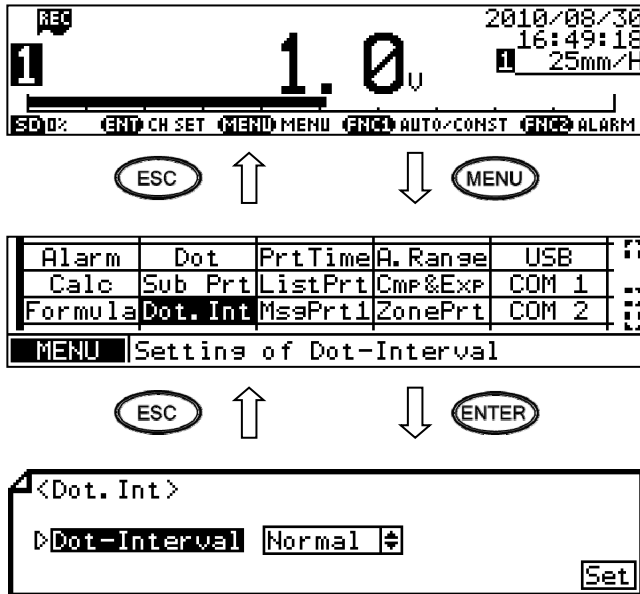 REC 2010/08/30
16:49:18
1 1.0V 1 25mm/H
SD 0% ENT CH SET MENU MENU FNC1 AUTO/CONST FNC2 ALARM
ESC MENU
Alarm Dot PrtTime A.Range USB
Calc Sub Prt ListPrt Cmp&Exp COM 1
Formula Dot.Int MsgPrt1 ZonePrt COM 2
MENU Setting of Dot-Interval
ESC ENTER
<Dot.Int>
Dot-Interval Normal
Set